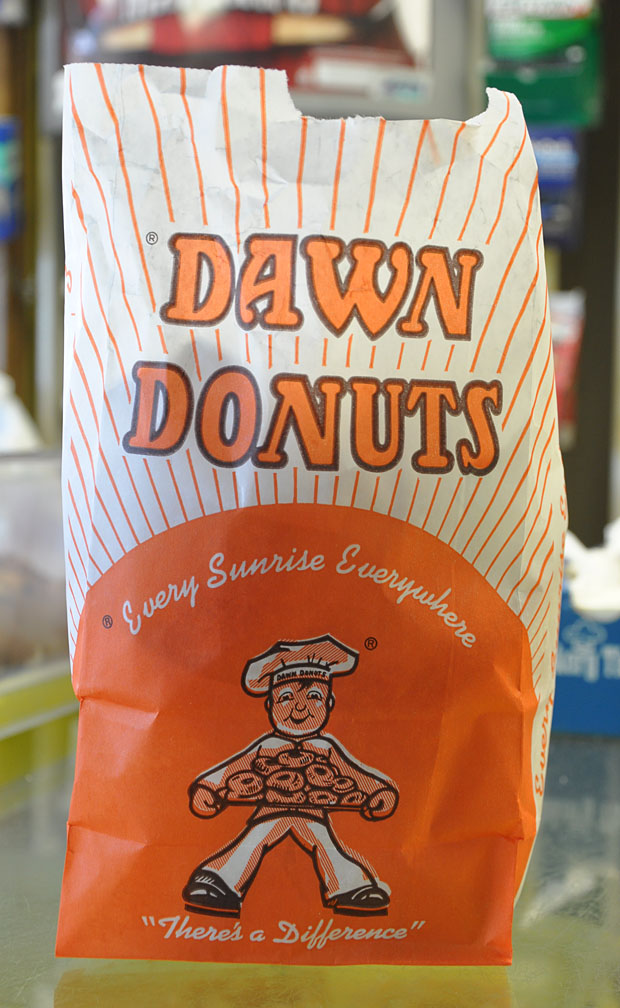 ® DAWN
DONUTS
® Every Sunrise Everywhere
®
DAWN DONUTS
"There's a Difference"